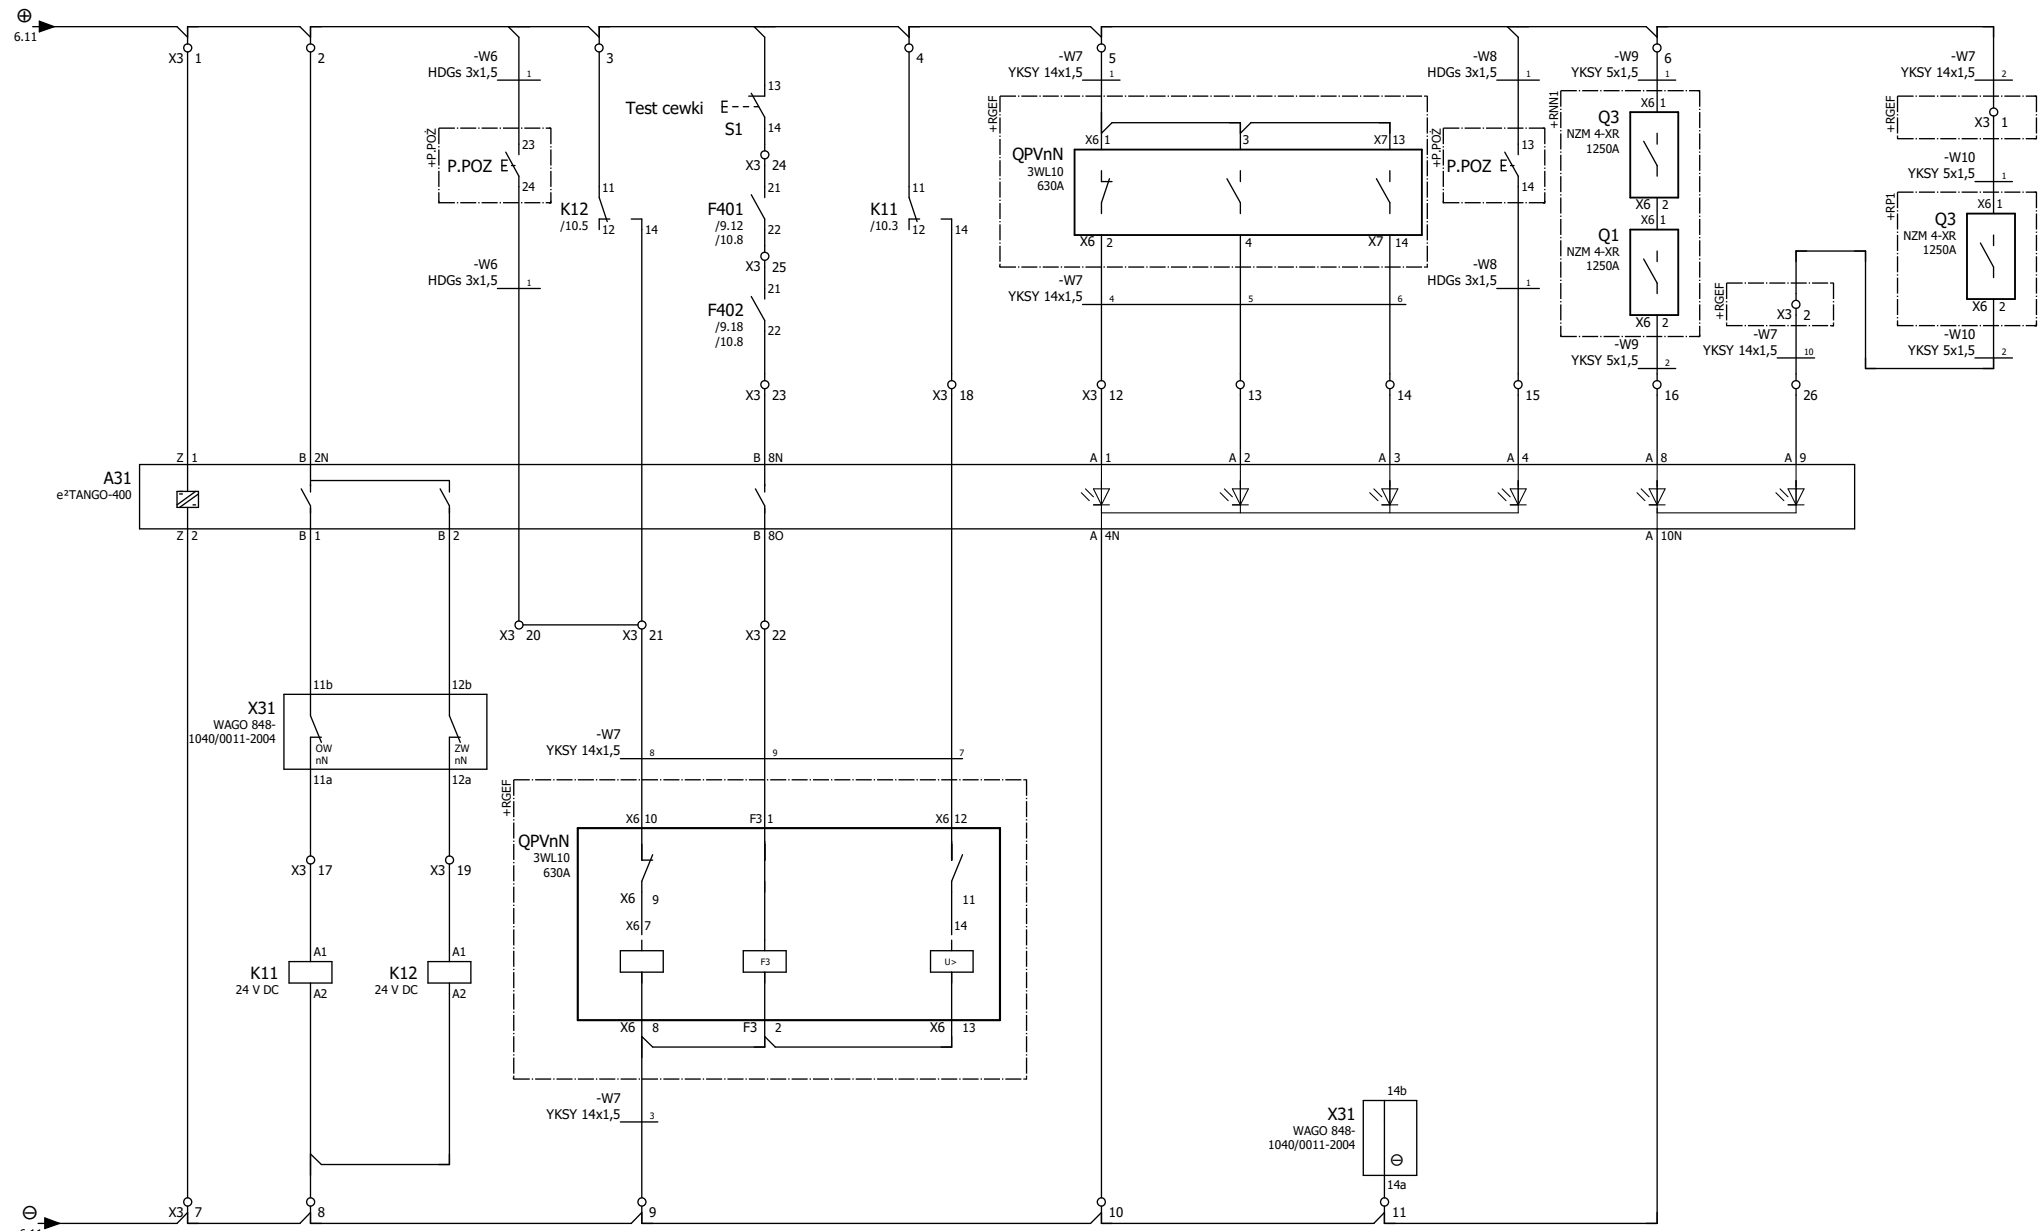 ⊕
6.11
X3 1
2
-W6
HDGs 3x1,5 1
3
13
Test cewki E
S1 14
X3 24
4
-W7
YKSY 14x1,5 1
5
-W8
HDGs 3x1,5 1
-W9
YKSY 5x1,5 1
6
-W7
YKSY 14x1,5 2
+P.POŻ
23
P.POZ E
24
-W6
HDGs 3x1,5 1
11
K12
/10.5
12 14
21
F401
/9.12
/10.8
22
X3 25
21
F402
/9.18
/10.8
22
X3 23
11
K11
/10.3
12 14
X3 18
+RGEF
X6 1 3 X7 13
QPVnN
3WL10
630A
X6 2 4 X7 14
-W7
YKSY 14x1,5 4 5 6
X3 12 13 14
+P.POŻ
13
P.POZ E
14
-W8
HDGs 3x1,5 1
15
+RNN1
X6 1
Q3
NZM 4-XR
1250A
X6 2
X6 1
Q1
NZM 4-XR
1250A
X6 2
-W9
YKSY 5x1,5 2
16
+RGEF
X3 2
-W7
YKSY 14x1,5 10
26
+RGEF
X3 1
-W10
YKSY 5x1,5 1
+RP1
X6 1
Q3
NZM 4-XR
1250A
X6 2
-W10
YKSY 5x1,5 2
A31
e²TANGO-400
Z 1 B 2N B 8N A 1 A 2 A 3 A 4 A 8 A 9
Z 2 B 1 B 2 B 8O A 4N A 10N
X3 20 X3 21 X3 22
11b 12b
X31
WAGO 848-
1040/0011-2004
OW
nN
ZW
nN
11a 12a
X3 17 X3 19
A1 A1
K11
24 V DC
K12
24 V DC
A2 A2
-W7
YKSY 14x1,5 8 9 7
+RGEF
X6 10 F3 1 X6 12
QPVnN
3WL10
630A
X6 9 11
X6 7 14
F3 U>
X6 8 F3 2 X6 13
-W7
YKSY 14x1,5 3
14b
X31
WAGO 848-
1040/0011-2004
⊖
14a
⊖
X3 7 8 9 10 11
6.11